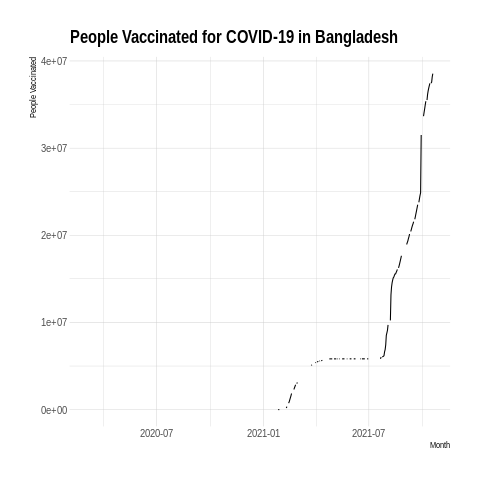 People Vaccinated for COVID-19 in Bangladesh
People Vaccinated
4e+07
3e+07
2e+07
1e+07
0e+00
2020-07
2021-01
2021-07
Month